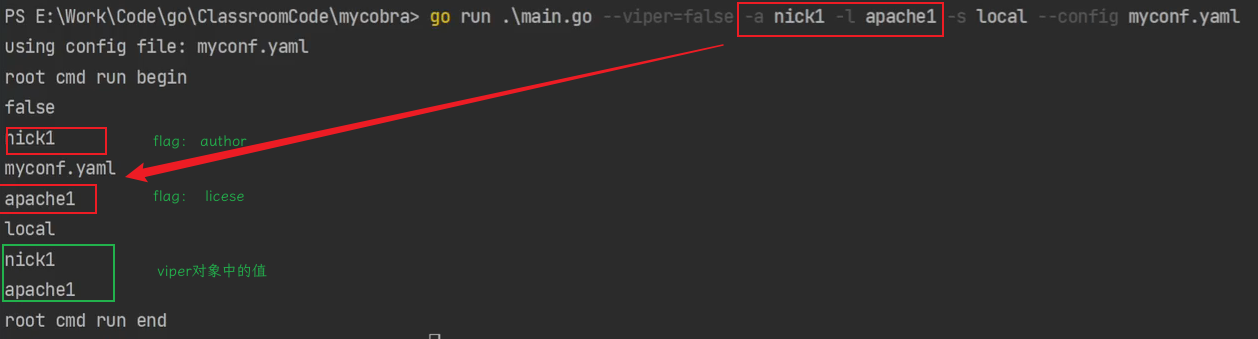 PS E:\Work\Code\go\ClassroomCode\mycobra> go run .\main.go --viper=false -a nick1 -l apache1 -s local --config myconf.yaml
using config file: myconf.yaml
root cmd run begin
false
nick1 flag: author
myconf.yaml
apache1 flag: licese
local
nick1
viper对象中的值
apache1
root cmd run end